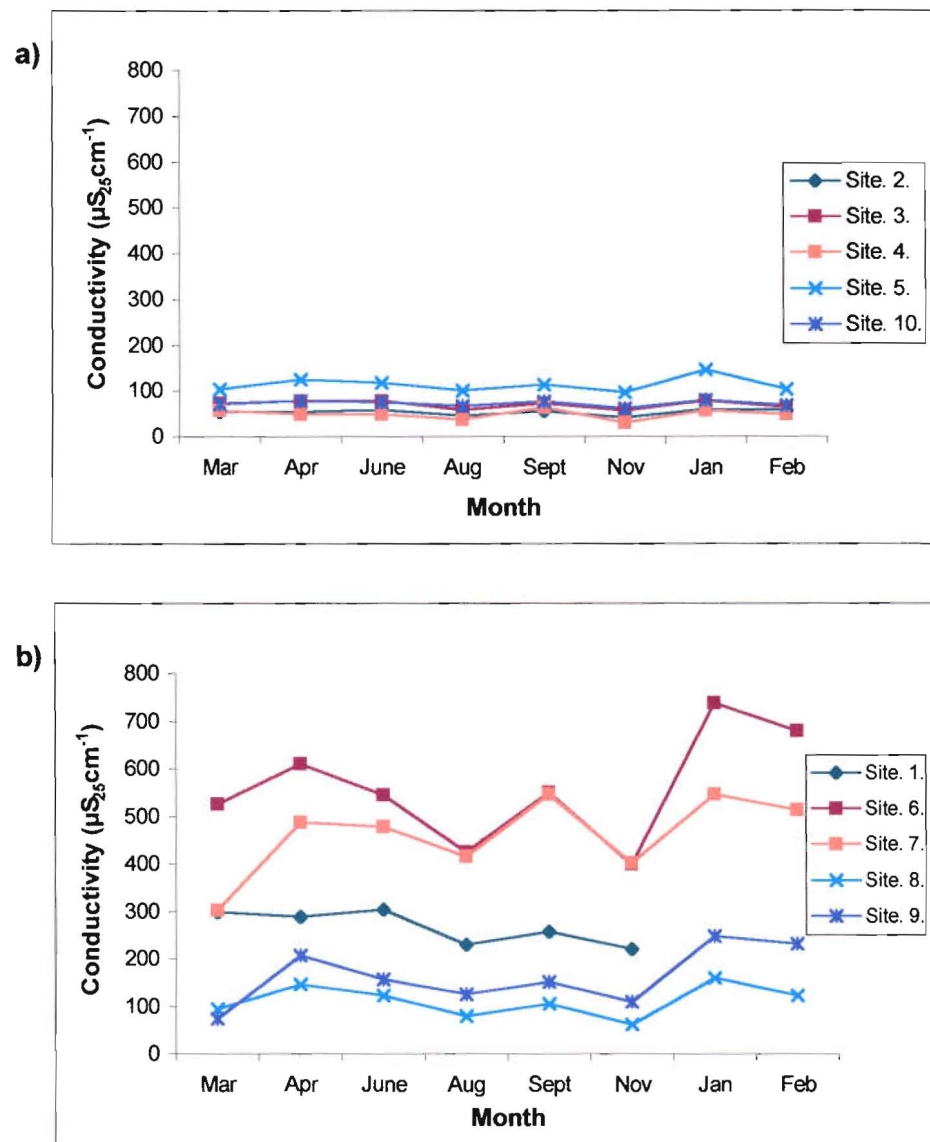 a)
800
700
600
500
400
300
200
100
0
Conductivity (µS₂₅cm⁻¹)
Mar Apr June Aug Sept Nov Jan Feb
Month
Site. 2.
Site. 3.
Site. 4.
Site. 5.
Site. 10.
b)
800
700
600
500
400
300
200
100
0
Conductivity (µS₂₅cm⁻¹)
Mar Apr June Aug Sept Nov Jan Feb
Month
Site. 1.
Site. 6.
Site. 7.
Site. 8.
Site. 9.